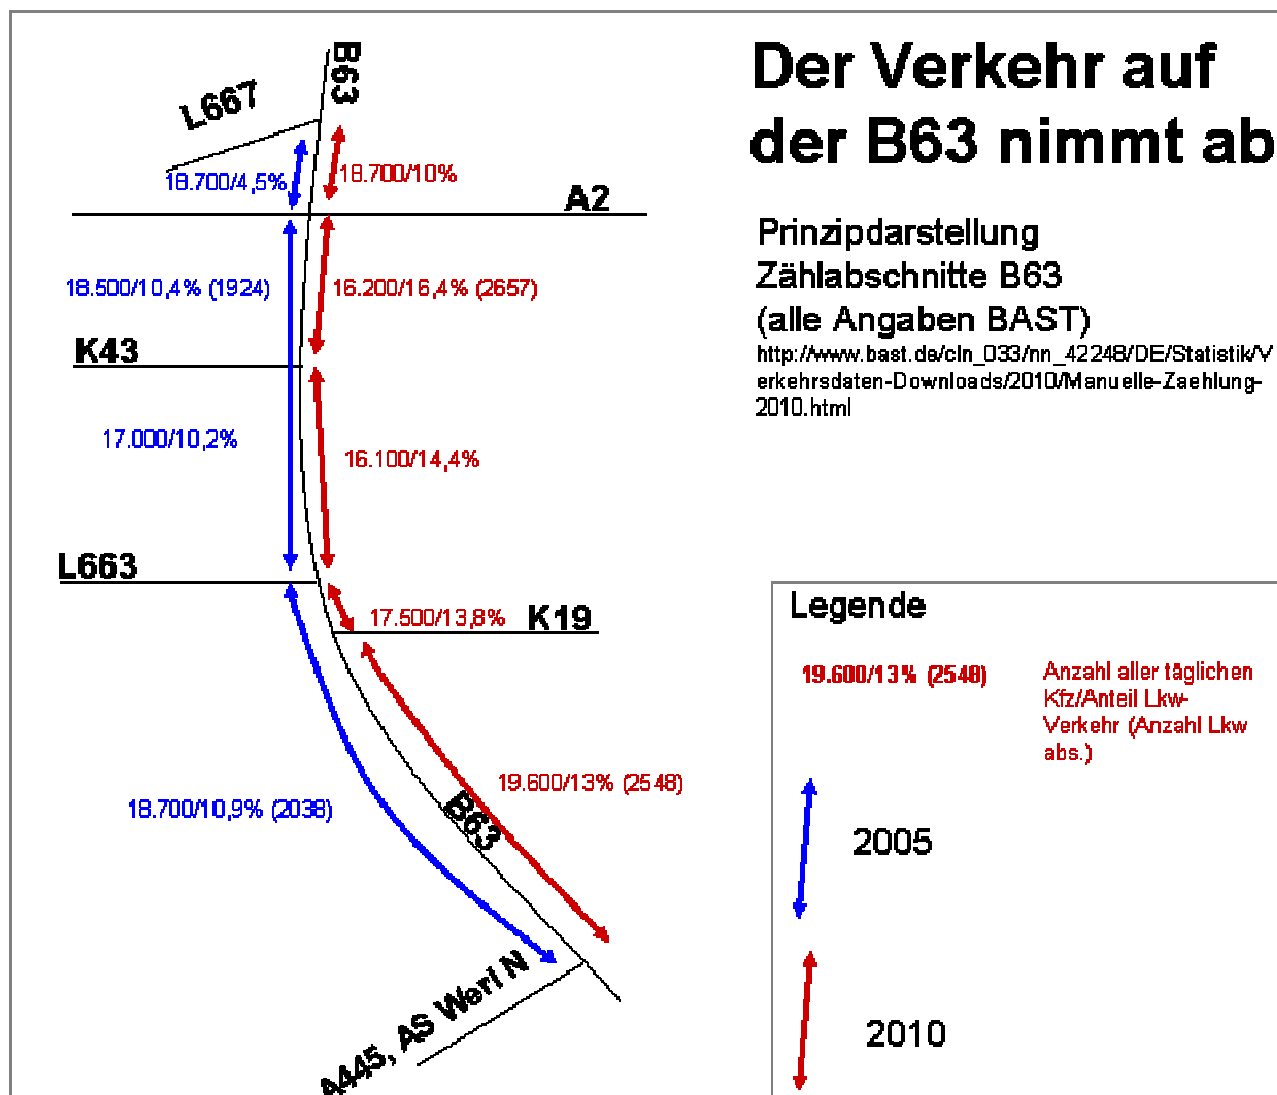 Der Verkehr auf
der B63 nimmt ab
Prinzipdarstellung
Zählabschnitte B63
(alle Angaben BAST)
http://www.bast.de/cln_033/nn_42248/DE/Statistik/V
erkehrsdaten-Downloads/2010/Manuelle-Zaehlung-
2010.html
B63
L667
18.700/4,5%
18.700/10%
A2
18.500/10,4% (1924)
16.200/16,4% (2657)
K43
17.000/10,2%
16.100/14,4%
L663
17.500/13,8%
K19
19.600/13% (2548)
18.700/10,9% (2038)
B63
A445, AS Werl N
Legende
19.600/13% (2548)
Anzahl aller täglichen
Kfz/Anteil Lkw-
Verkehr (Anzahl Lkw
abs.)
2005
2010